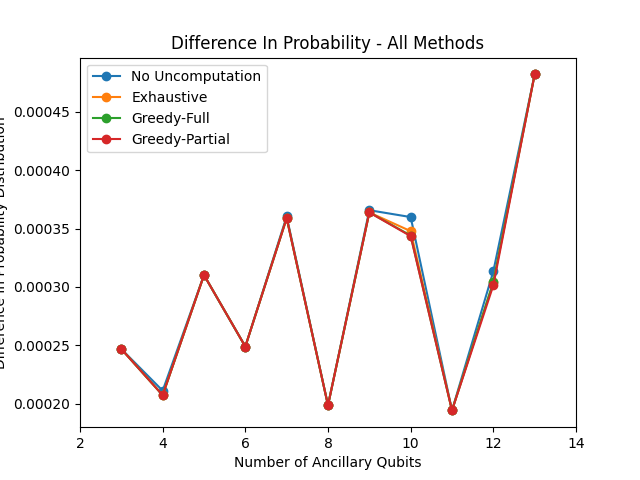 Difference In Probability - All Methods
No Uncomputation
Exhaustive
Greedy-Full
Greedy-Partial
Difference In Probability Distribution
0.00045
0.00040
0.00035
0.00030
0.00025
0.00020
2 4 6 8 10 12 14
Number of Ancillary Qubits